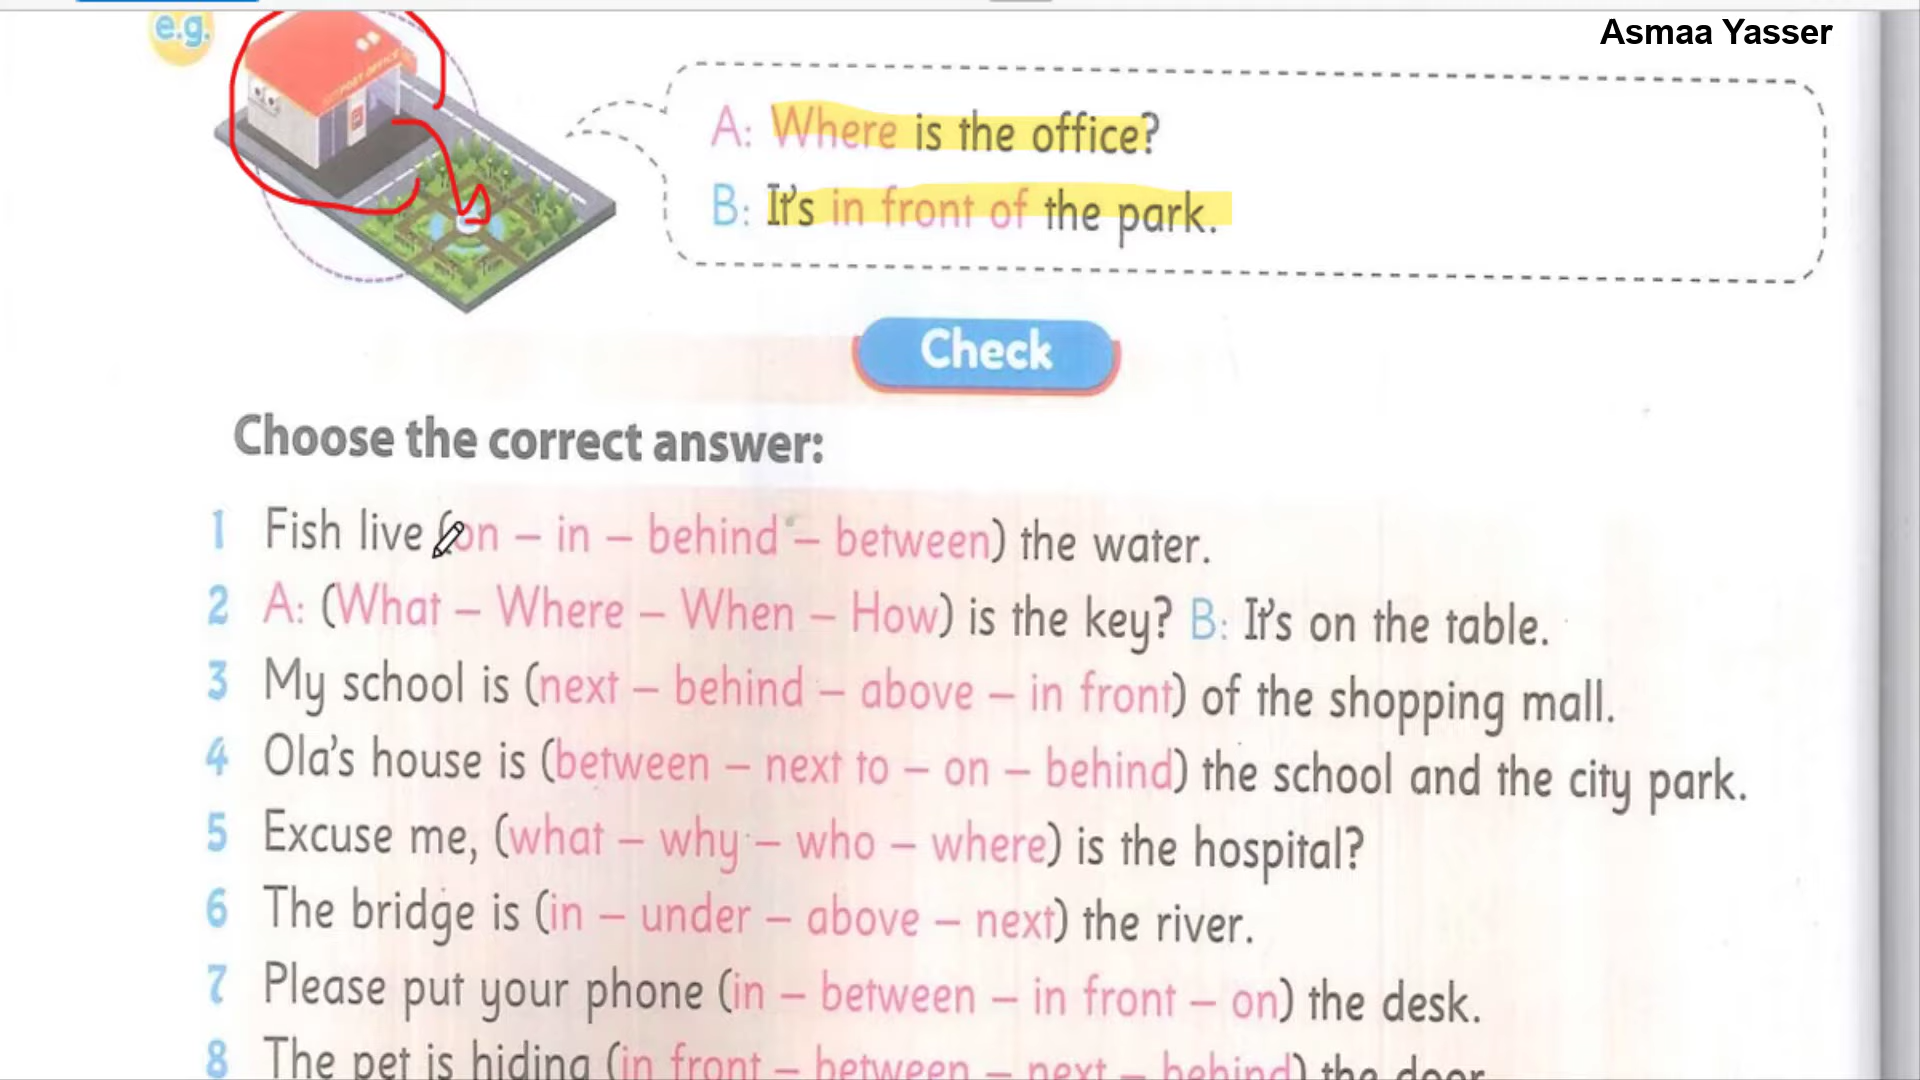 e.g.
Asmaa Yasser
POST OFFICE
A: Where is the office?
B: It's in front of the park.
Check
Choose the correct answer:
1 Fish live (on – in – behind – between) the water.
2 A: (What – Where – When – How) is the key? B: It's on the table.
3 My school is (next – behind – above – in front) of the shopping mall.
4 Ola's house is (between – next to – on – behind) the school and the city park.
5 Excuse me, (what – why – who – where) is the hospital?
6 The bridge is (in – under – above – next) the river.
7 Please put your phone (in – between – in front – on) the desk.
8 The pet is hiding (in front – between – next – behind) the door